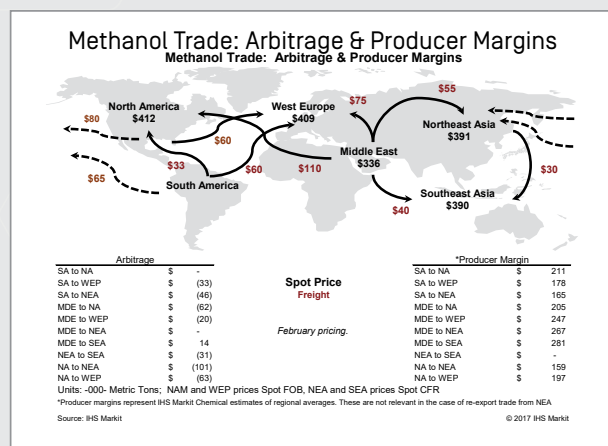 Methanol Trade: Arbitrage & Producer Margins
Methanol Trade:  Arbitrage & Producer Margins
North America
$412
West Europe
$409
Northeast Asia
$391
Middle East
$336
South America
Southeast Asia
$390
$80
$60
$75
$55
$33
$60
$110
$30
$65
$40
Arbitrage
SA to NA $ -
SA to WEP $ (33)
SA to NEA $ (46)
MDE to NA $ (62)
MDE to WEP $ (20)
MDE to NEA $ -
MDE to SEA $ 14
NEA to SEA $ (31)
NA to NEA $ (101)
NA to WEP $ (63)
Spot Price
Freight
February pricing.
*Producer Margin
SA to NA $ 211
SA to WEP $ 178
SA to NEA $ 165
MDE to NA $ 205
MDE to WEP $ 247
MDE to NEA $ 267
MDE to SEA $ 281
NEA to SEA $ -
NA to NEA $ 159
NA to WEP $ 197
Units: -000- Metric Tons;  NAM and WEP prices Spot FOB, NEA and SEA prices Spot CFR
*Producer margins represent IHS Markit Chemical estimates of regional averages. These are not relevant in the case of re-export trade from NEA
Source: IHS Markit
© 2017 IHS Markit